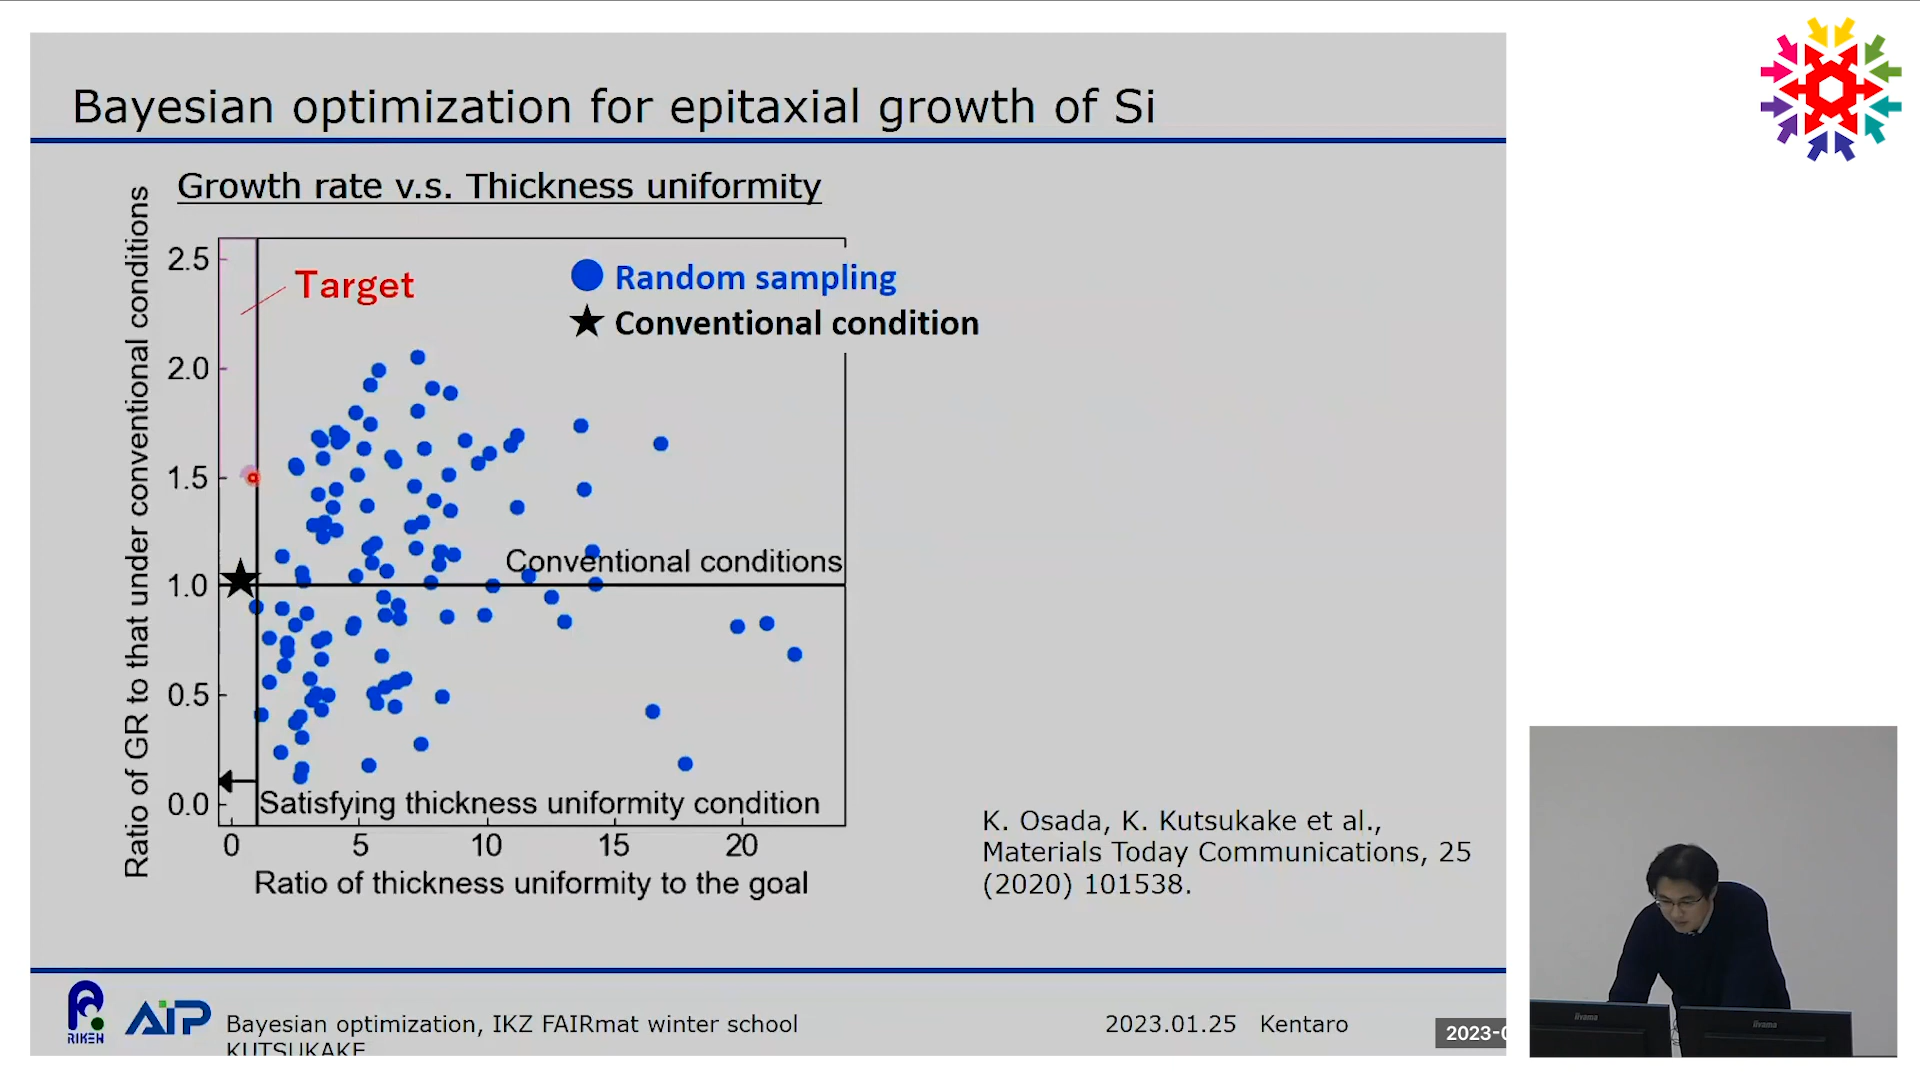 Bayesian optimization for epitaxial growth of Si
Growth rate v.s. Thickness uniformity
Ratio of GR to that under conventional conditions
2.5
2.0
1.5
1.0
0.5
0.0
Target
Random sampling
Conventional condition
Conventional conditions
Satisfying thickness uniformity condition
0 5 10 15 20
Ratio of thickness uniformity to the goal
K. Osada, K. Kutsukake et al.,
Materials Today Communications, 25
(2020) 101538.
RIKEN
AIP
Bayesian optimization, IKZ FAIRmat winter school
2023.01.25 Kentaro
KUTSUKAKE
2023-0
iiyama
iiyama